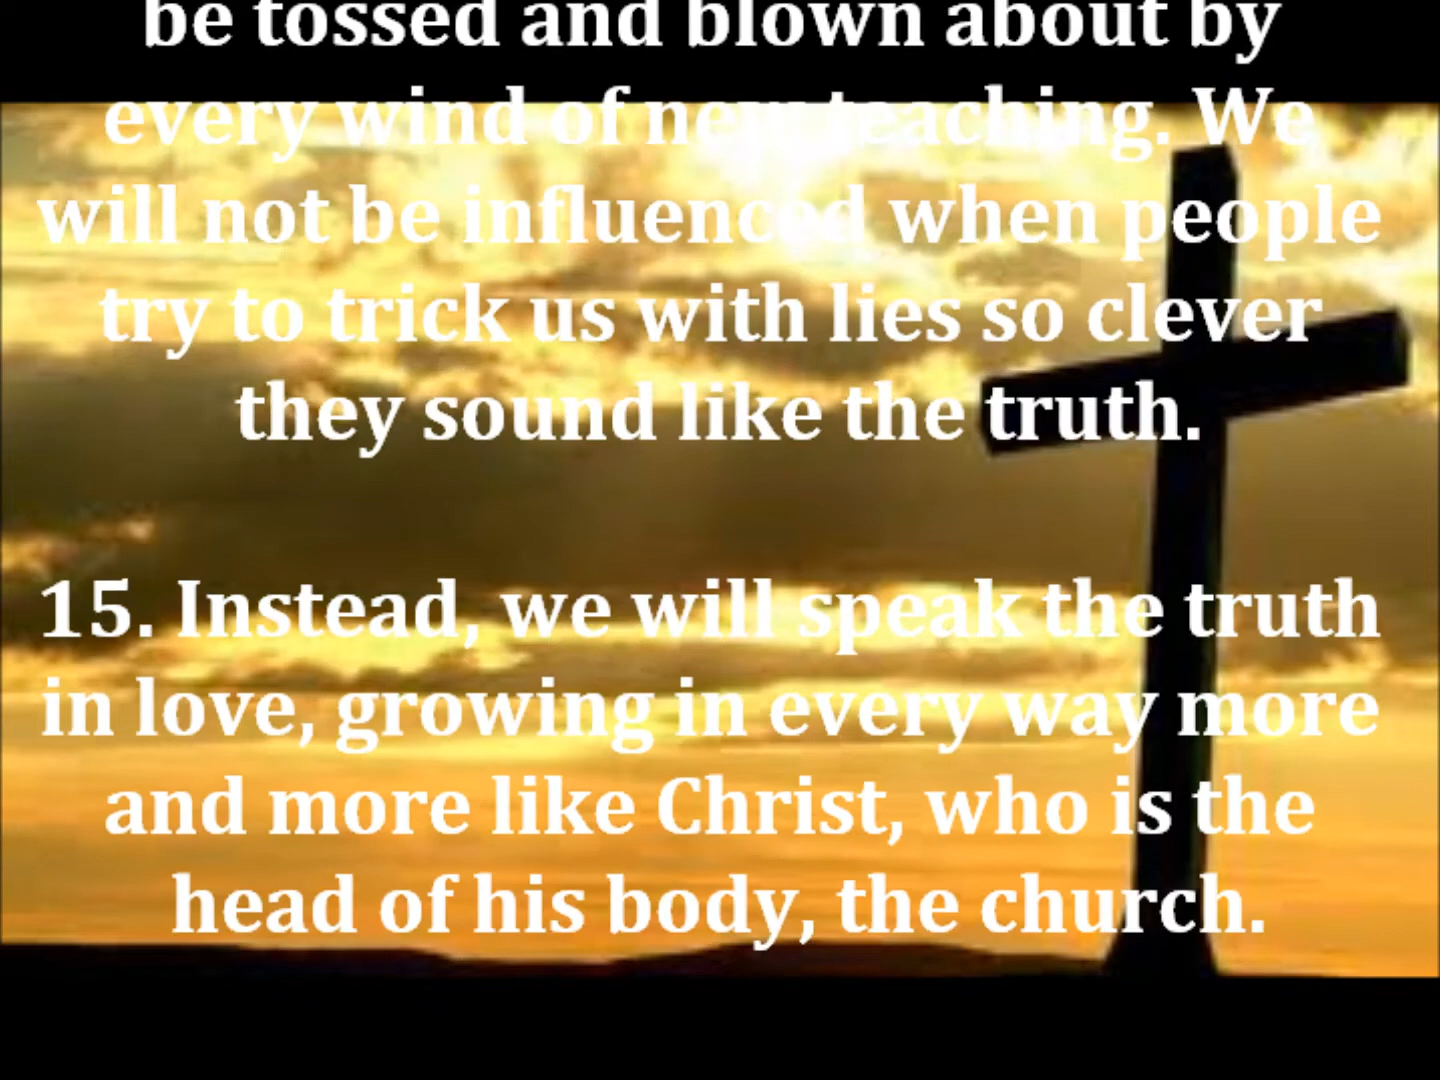 be tossed and blown about by
every wind of new teaching. We
will not be influenced when people
try to trick us with lies so clever
they sound like the truth.
15. Instead, we will speak the truth
in love, growing in every way more
and more like Christ, who is the
head of his body, the church.